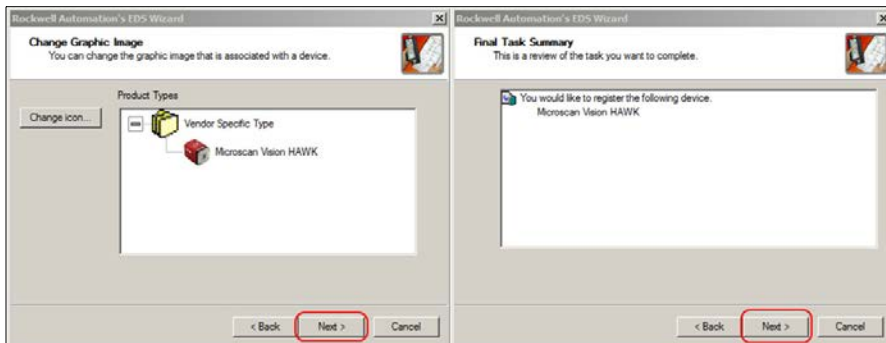 Rockwell Automation's EDS Wizard
Change Graphic Image
You can change the graphic image that is associated with a device.
Product Types
Change icon...
Vendor Specific Type
Microscan Vision HAWK
< Back
Next >
Cancel
Rockwell Automation's EDS Wizard
Final Task Summary
This is a review of the task you want to complete.
You would like to register the following device.
Microscan Vision HAWK
< Back
Next >
Cancel